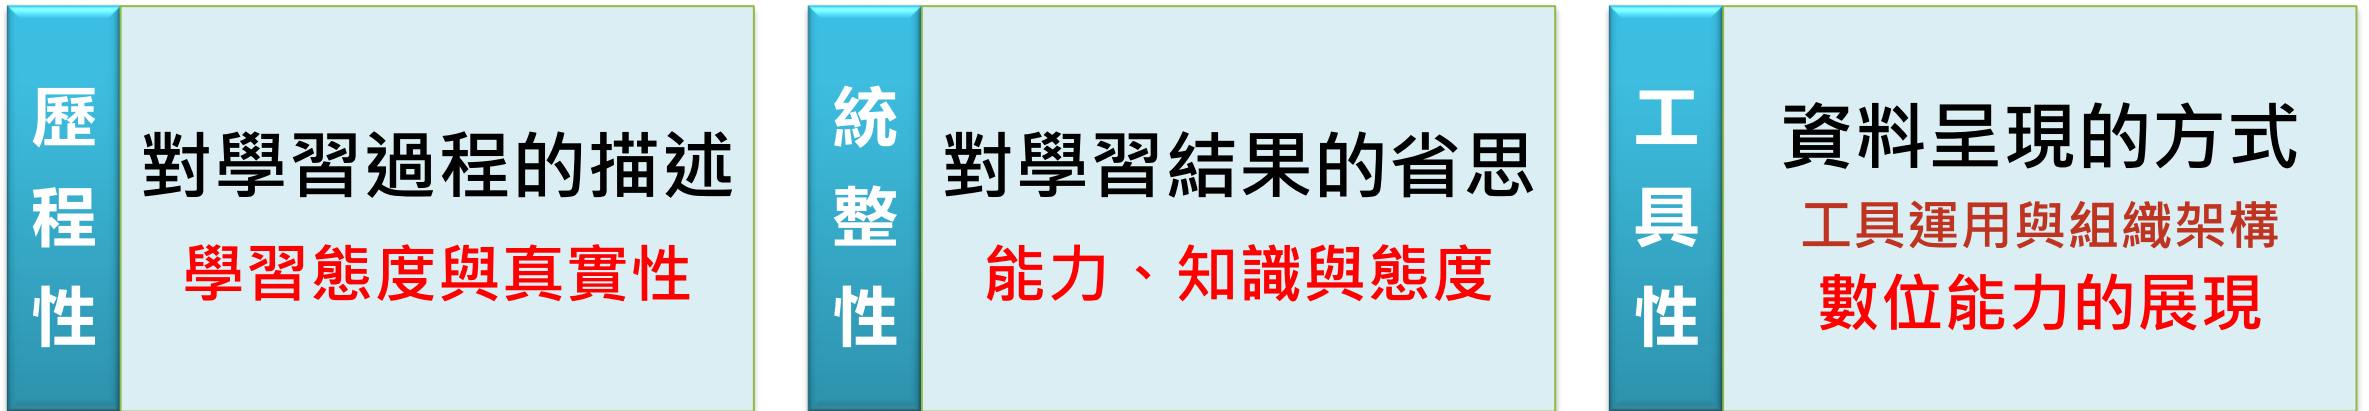 歷程性
對學習過程的描述
學習態度與真實性
統整性
對學習結果的省思
能力、知識與態度
工具性
資料呈現的方式
工具運用與組織架構
數位能力的展現